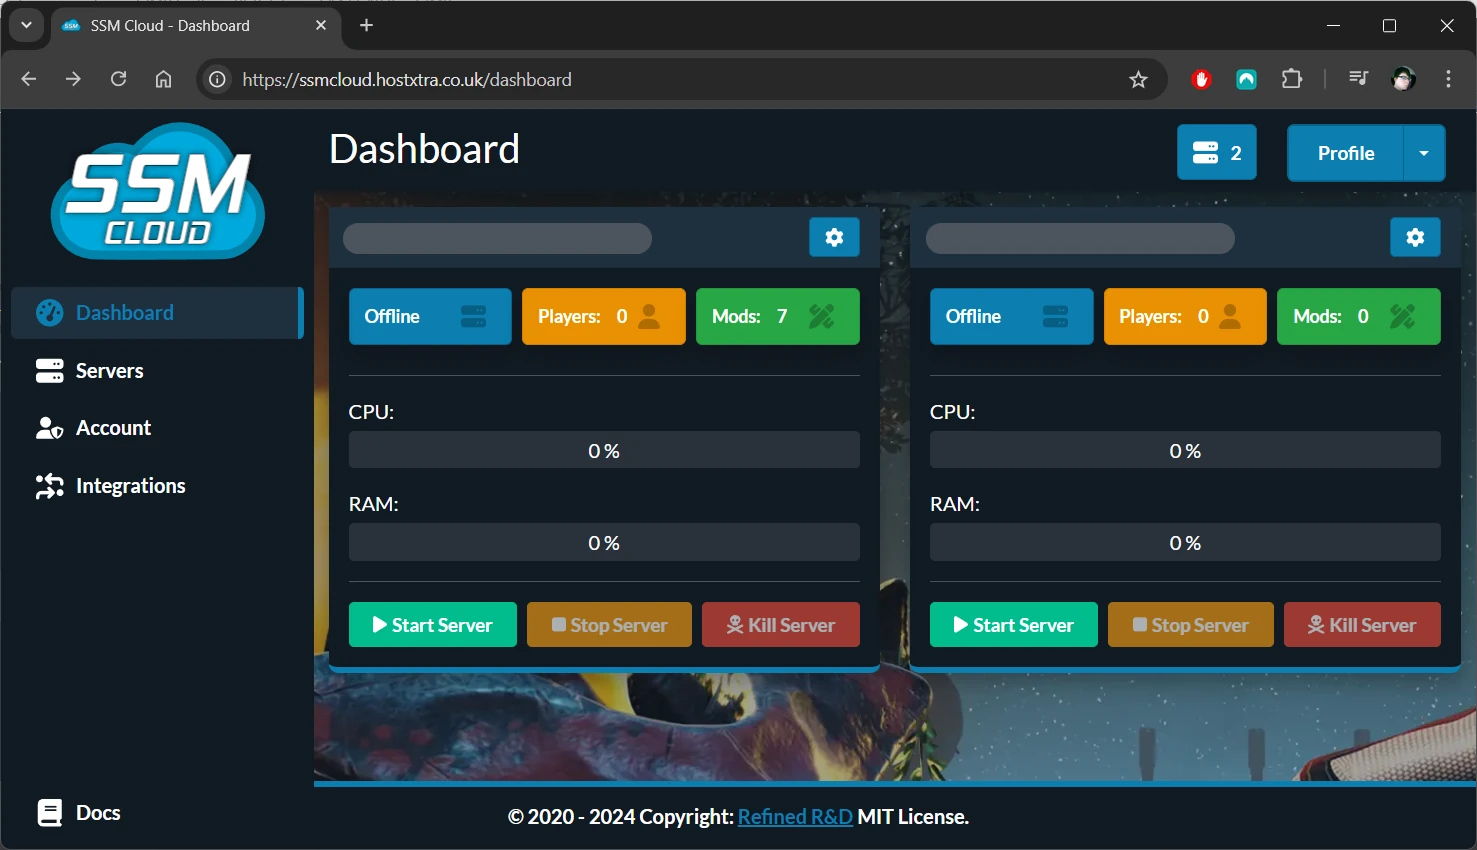 SSM Cloud - Dashboard
https://ssmcloud.hostxtra.co.uk/dashboard
SSM
CLOUD
Dashboard
2
Profile
Dashboard
Servers
Account
Integrations
Docs
Offline
Players: 0
Mods: 7
CPU:
0 %
RAM:
0 %
Start Server
Stop Server
Kill Server
Offline
Players: 0
Mods: 0
CPU:
0 %
RAM:
0 %
Start Server
Stop Server
Kill Server
© 2020 - 2024 Copyright: Refined R&D MIT License.